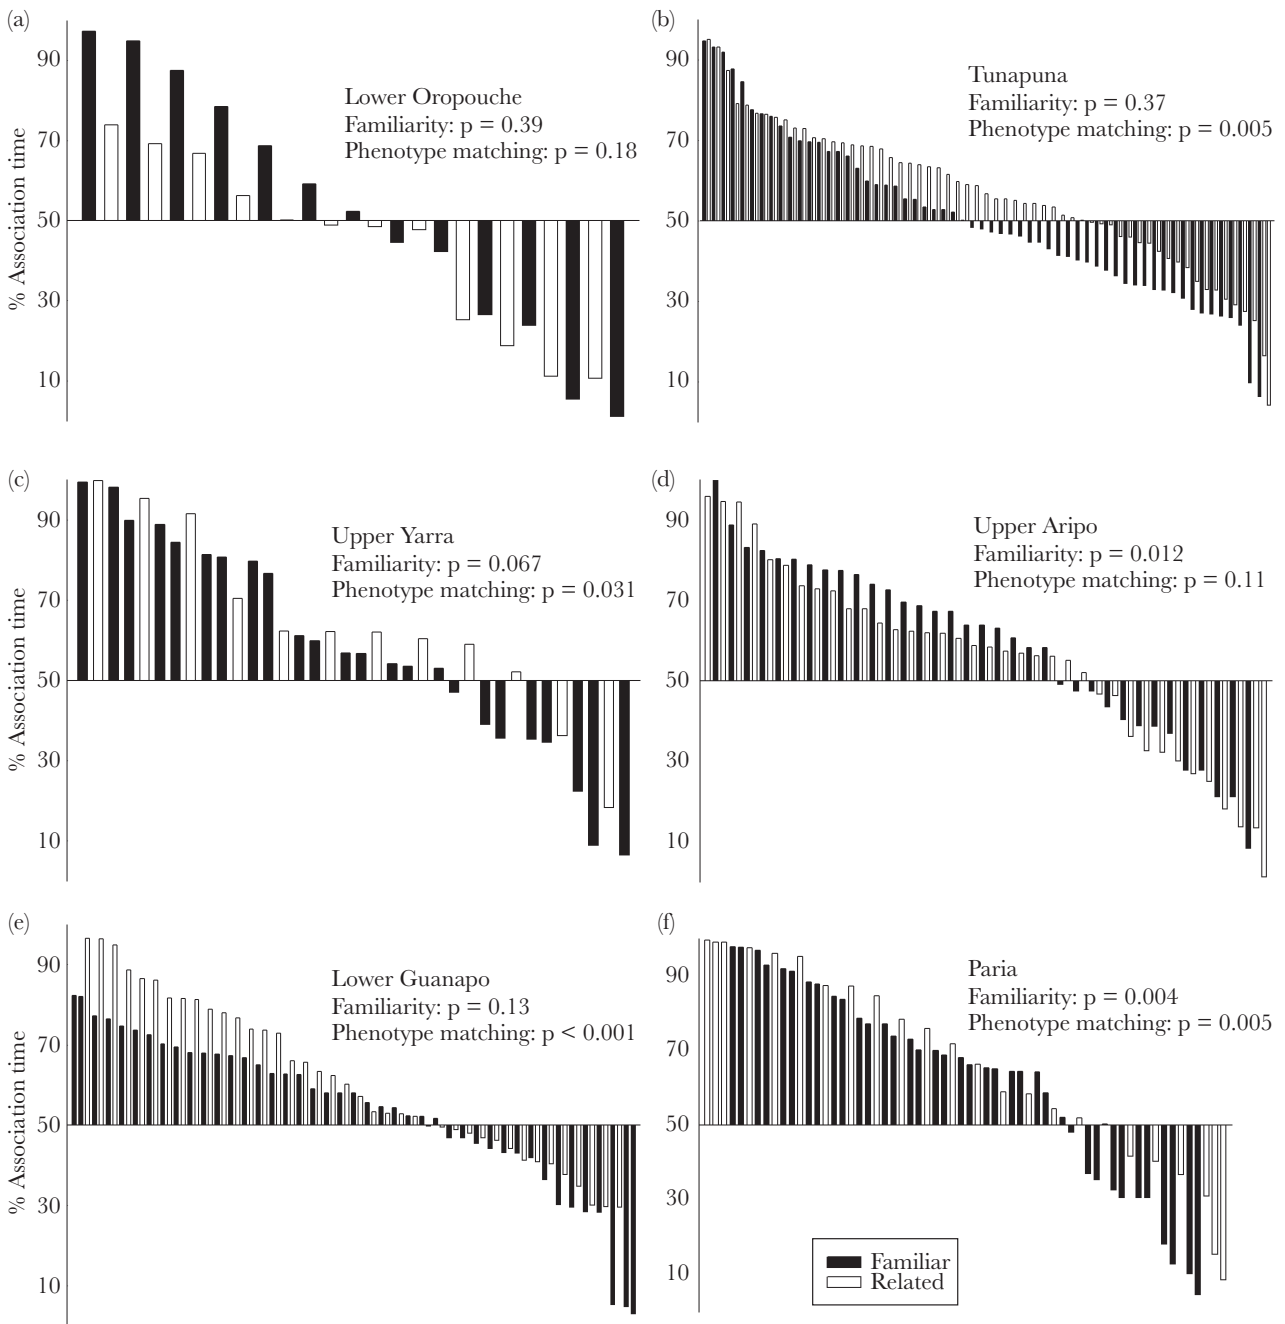 (a)
90
70
50
30
10
% Association time
Lower Oropouche
Familiarity: p = 0.39
Phenotype matching: p = 0.18
(b)
90
70
50
30
10
Tunapuna
Familiarity: p = 0.37
Phenotype matching: p = 0.005
(c)
90
70
50
30
10
% Association time
Upper Yarra
Familiarity: p = 0.067
Phenotype matching: p = 0.031
(d)
90
70
50
30
10
Upper Aripo
Familiarity: p = 0.012
Phenotype matching: p = 0.11
(e)
90
70
50
30
10
% Association time
Lower Guanapo
Familiarity: p = 0.13
Phenotype matching: p < 0.001
(f)
90
70
50
30
10
Paria
Familiarity: p = 0.004
Phenotype matching: p = 0.005
Familiar
Related